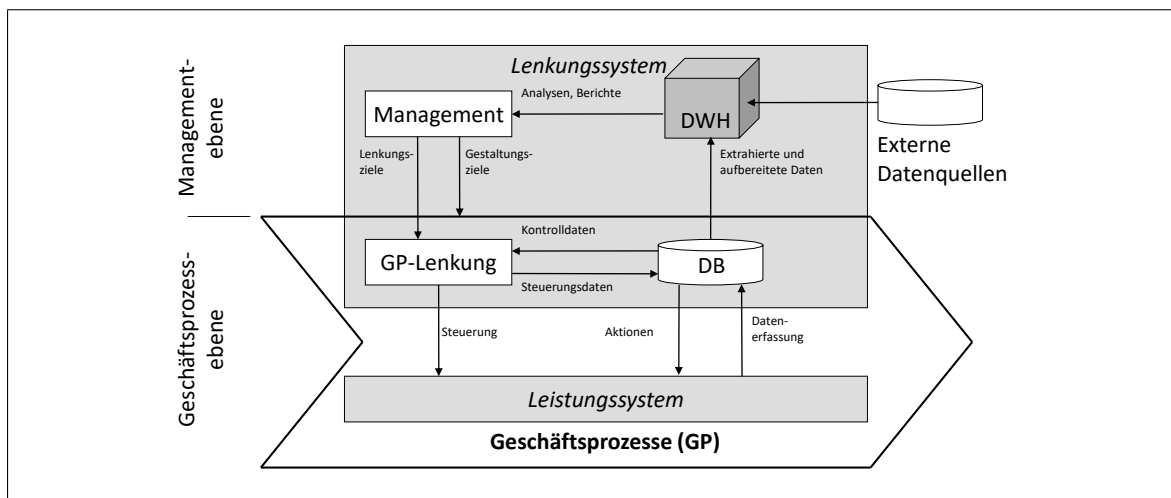 Management-
ebene
Lenkungssystem
Analysen, Berichte
Management
DWH
Externe
Datenquellen
Lenkungs-
ziele
Gestaltungs-
ziele
Extrahierte und
aufbereitete Daten
Geschäftsprozess-
ebene
Kontrolldaten
GP-Lenkung
DB
Steuerungsdaten
Steuerung
Aktionen
Daten-
erfassung
Leistungssystem
Geschäftsprozesse (GP)